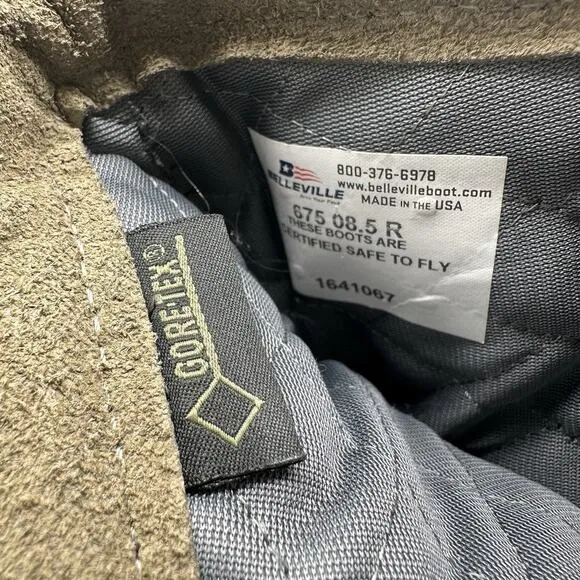 BELLEVILLE
800-376-6978
www.bellevilleboot.com
MADE IN THE USA
675 08.5 R
THESE BOOTS ARE
CERTIFIED SAFE TO FLY
1641067
GORE-TEX®